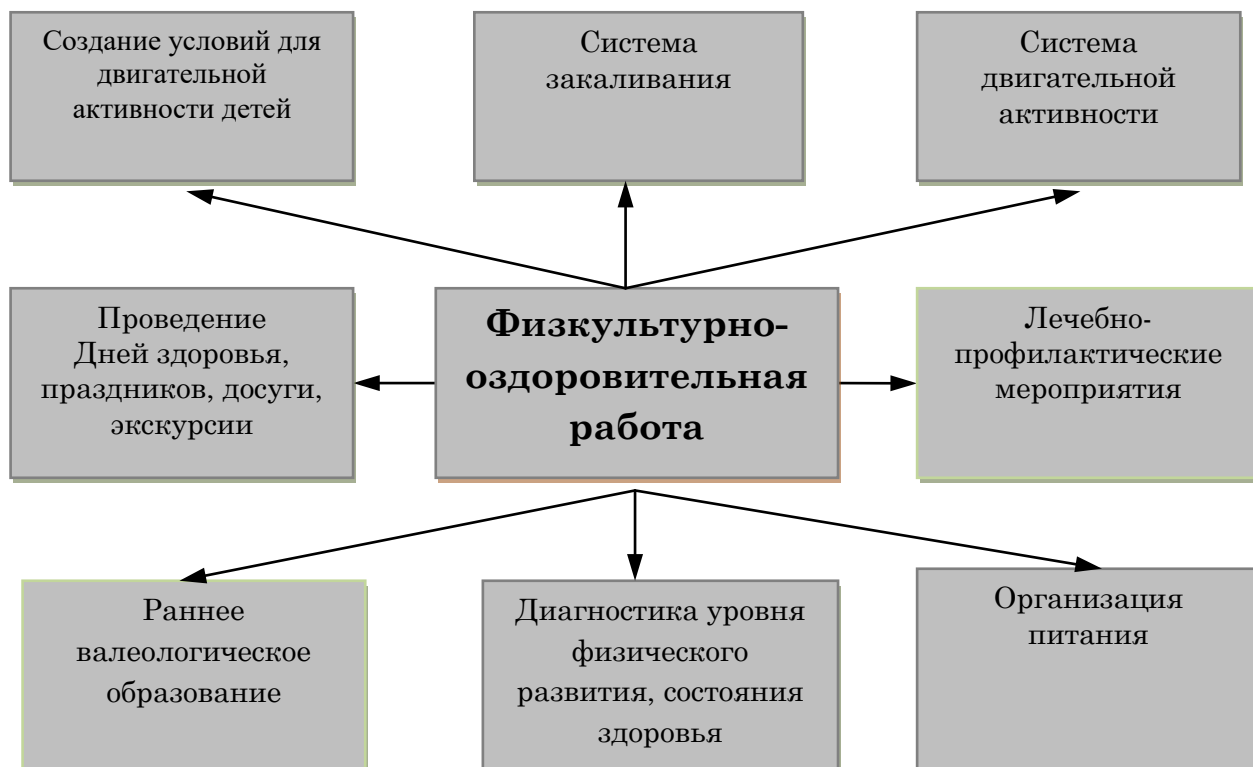 Создание условий для
двигательной
активности детей
Система
закаливания
Система
двигательной
активности
Проведение
Дней здоровья,
праздников, досуги,
экскурсии
Физкультурно-
оздоровительная
работа
Лечебно-
профилактические
мероприятия
Раннее
валеологическое
образование
Диагностика уровня
физического
развития, состояния
здоровья
Организация
питания